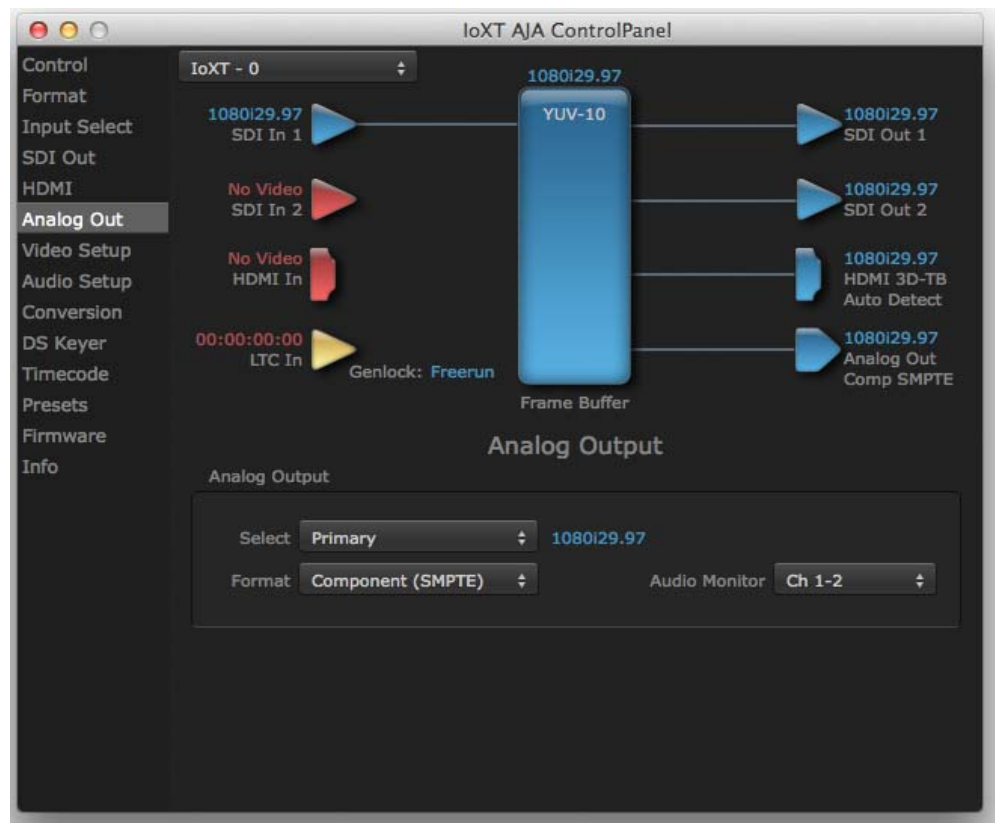 IoXT AJA ControlPanel
Control
Format
Input Select
SDI Out
HDMI
Analog Out
Video Setup
Audio Setup
Conversion
DS Keyer
Timecode
Presets
Firmware
Info
IoXT - 0
1080i29.97
YUV-10
1080i29.97
SDI In 1
No Video
SDI In 2
No Video
HDMI In
00:00:00:00
LTC In
Genlock: Freerun
Frame Buffer
1080i29.97
SDI Out 1
1080i29.97
SDI Out 2
1080i29.97
HDMI 3D-TB
Auto Detect
1080i29.97
Analog Out
Comp SMPTE
Analog Output
Analog Output
Select Primary 1080i29.97
Format Component (SMPTE) Audio Monitor Ch 1-2